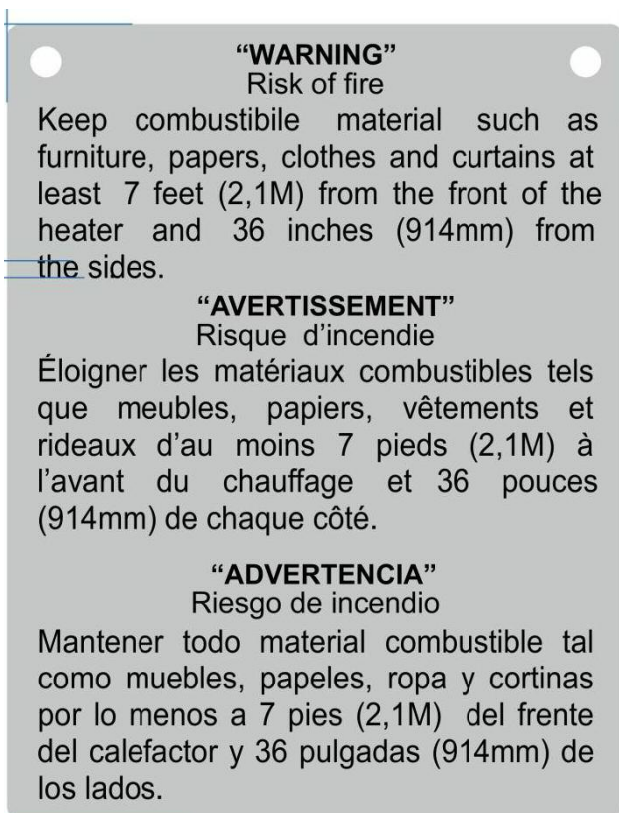 “WARNING”
Risk of fire
Keep combustibile material such as
furniture, papers, clothes and curtains at
least 7 feet (2,1M) from the front of the
heater and 36 inches (914mm) from
the sides.
“AVERTISSEMENT”
Risque d’incendie
Éloigner les matériaux combustibles tels
que meubles, papiers, vêtements et
rideaux d’au moins 7 pieds (2,1M) à
l’avant du chauffage et 36 pouces
(914mm) de chaque côté.
“ADVERTENCIA”
Riesgo de incendio
Mantener todo material combustible tal
como muebles, papeles, ropa y cortinas
por lo menos a 7 pies (2,1M) del frente
del calefactor y 36 pulgadas (914mm) de
los lados.